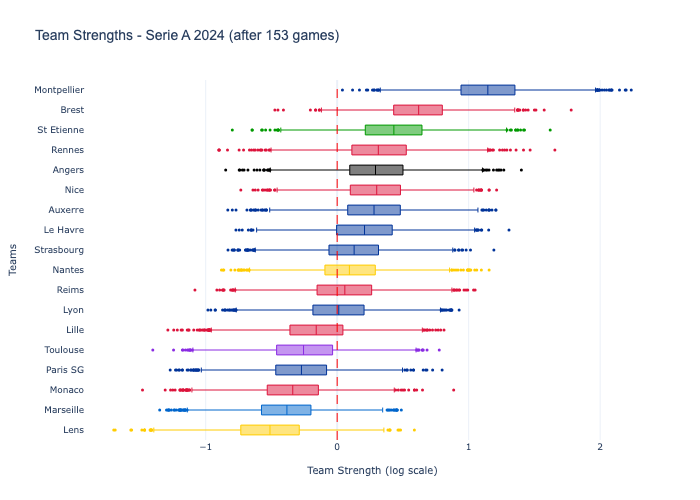 Team Strengths - Serie A 2024 (after 153 games)
Montpellier
Brest
St Etienne
Rennes
Angers
Nice
Auxerre
Le Havre
Strasbourg
Nantes
Reims
Lyon
Lille
Toulouse
Paris SG
Monaco
Marseille
Lens
Teams
−1 0 1 2
Team Strength (log scale)